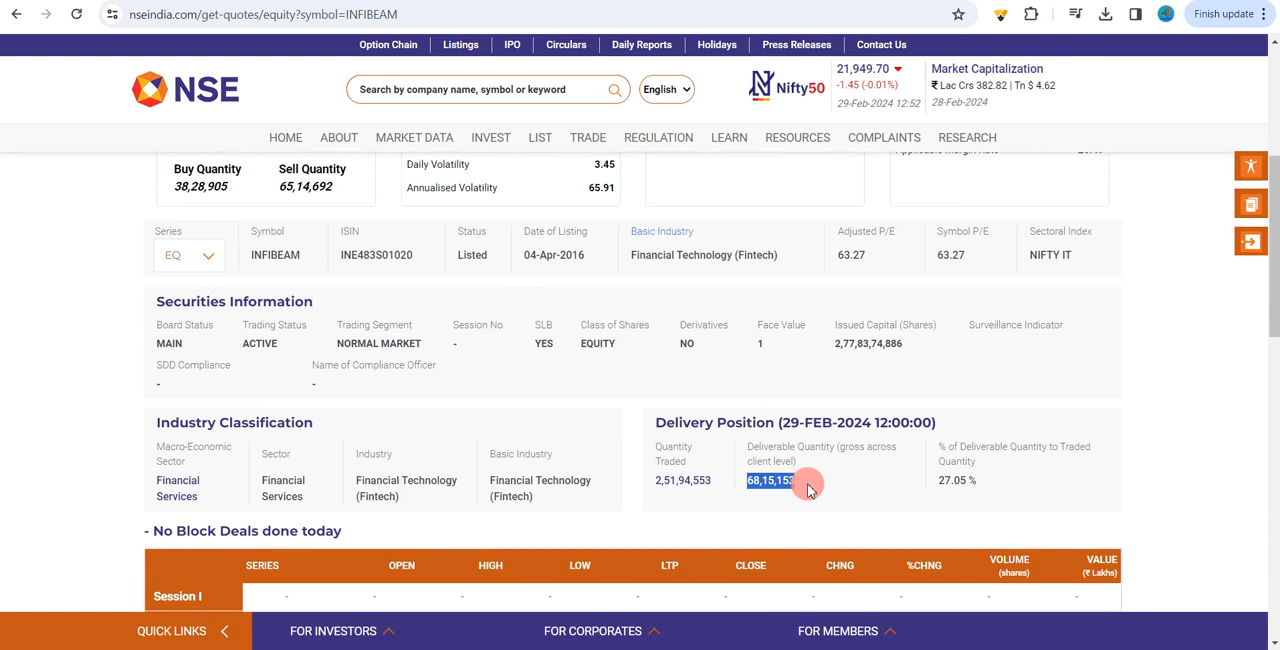 nseindia.com/get-quotes/equity?symbol=INFIBEAM
Finish update
Option Chain
Listings
IPO
Circulars
Daily Reports
Holidays
Press Releases
Contact Us
NSE
Search by company name, symbol or keyword
English
Nifty50
21,949.70
-1.45 (-0.01%)
29-Feb-2024 12:52
Market Capitalization
₹ Lac Crs 382.82 | Tn $ 4.62
28-Feb-2024
HOME
ABOUT
MARKET DATA
INVEST
LIST
TRADE
REGULATION
LEARN
RESOURCES
COMPLAINTS
RESEARCH
Buy Quantity
Sell Quantity
38,28,905
65,14,692
Daily Volatility
3.45
Annualised Volatility
65.91
Series
Symbol
ISIN
Status
Date of Listing
Basic Industry
Adjusted P/E
Symbol P/E
Sectoral Index
EQ
INFIBEAM
INE483S01020
Listed
04-Apr-2016
Financial Technology (Fintech)
63.27
63.27
NIFTY IT
Securities Information
Board Status
Trading Status
Trading Segment
Session No.
SLB
Class of Shares
Derivatives
Face Value
Issued Capital (Shares)
Surveillance Indicator
MAIN
ACTIVE
NORMAL MARKET
-
YES
EQUITY
NO
1
2,77,83,74,886
SDD Compliance
Name of Compliance Officer
-
-
Industry Classification
Macro-Economic
Sector
Sector
Industry
Basic Industry
Financial
Services
Financial
Services
Financial Technology
(Fintech)
Financial Technology
(Fintech)
Delivery Position (29-FEB-2024 12:00:00)
Quantity
Traded
Deliverable Quantity (gross across
client level)
% of Deliverable Quantity to Traded
Quantity
2,51,94,553
68,15,153
27.05 %
- No Block Deals done today
SERIES
OPEN
HIGH
LOW
LTP
CLOSE
CHNG
%CHNG
VOLUME
(shares)
VALUE
(₹ Lakhs)
Session I
-
-
-
-
-
-
-
-
-
-
QUICK LINKS
FOR INVESTORS
FOR CORPORATES
FOR MEMBERS